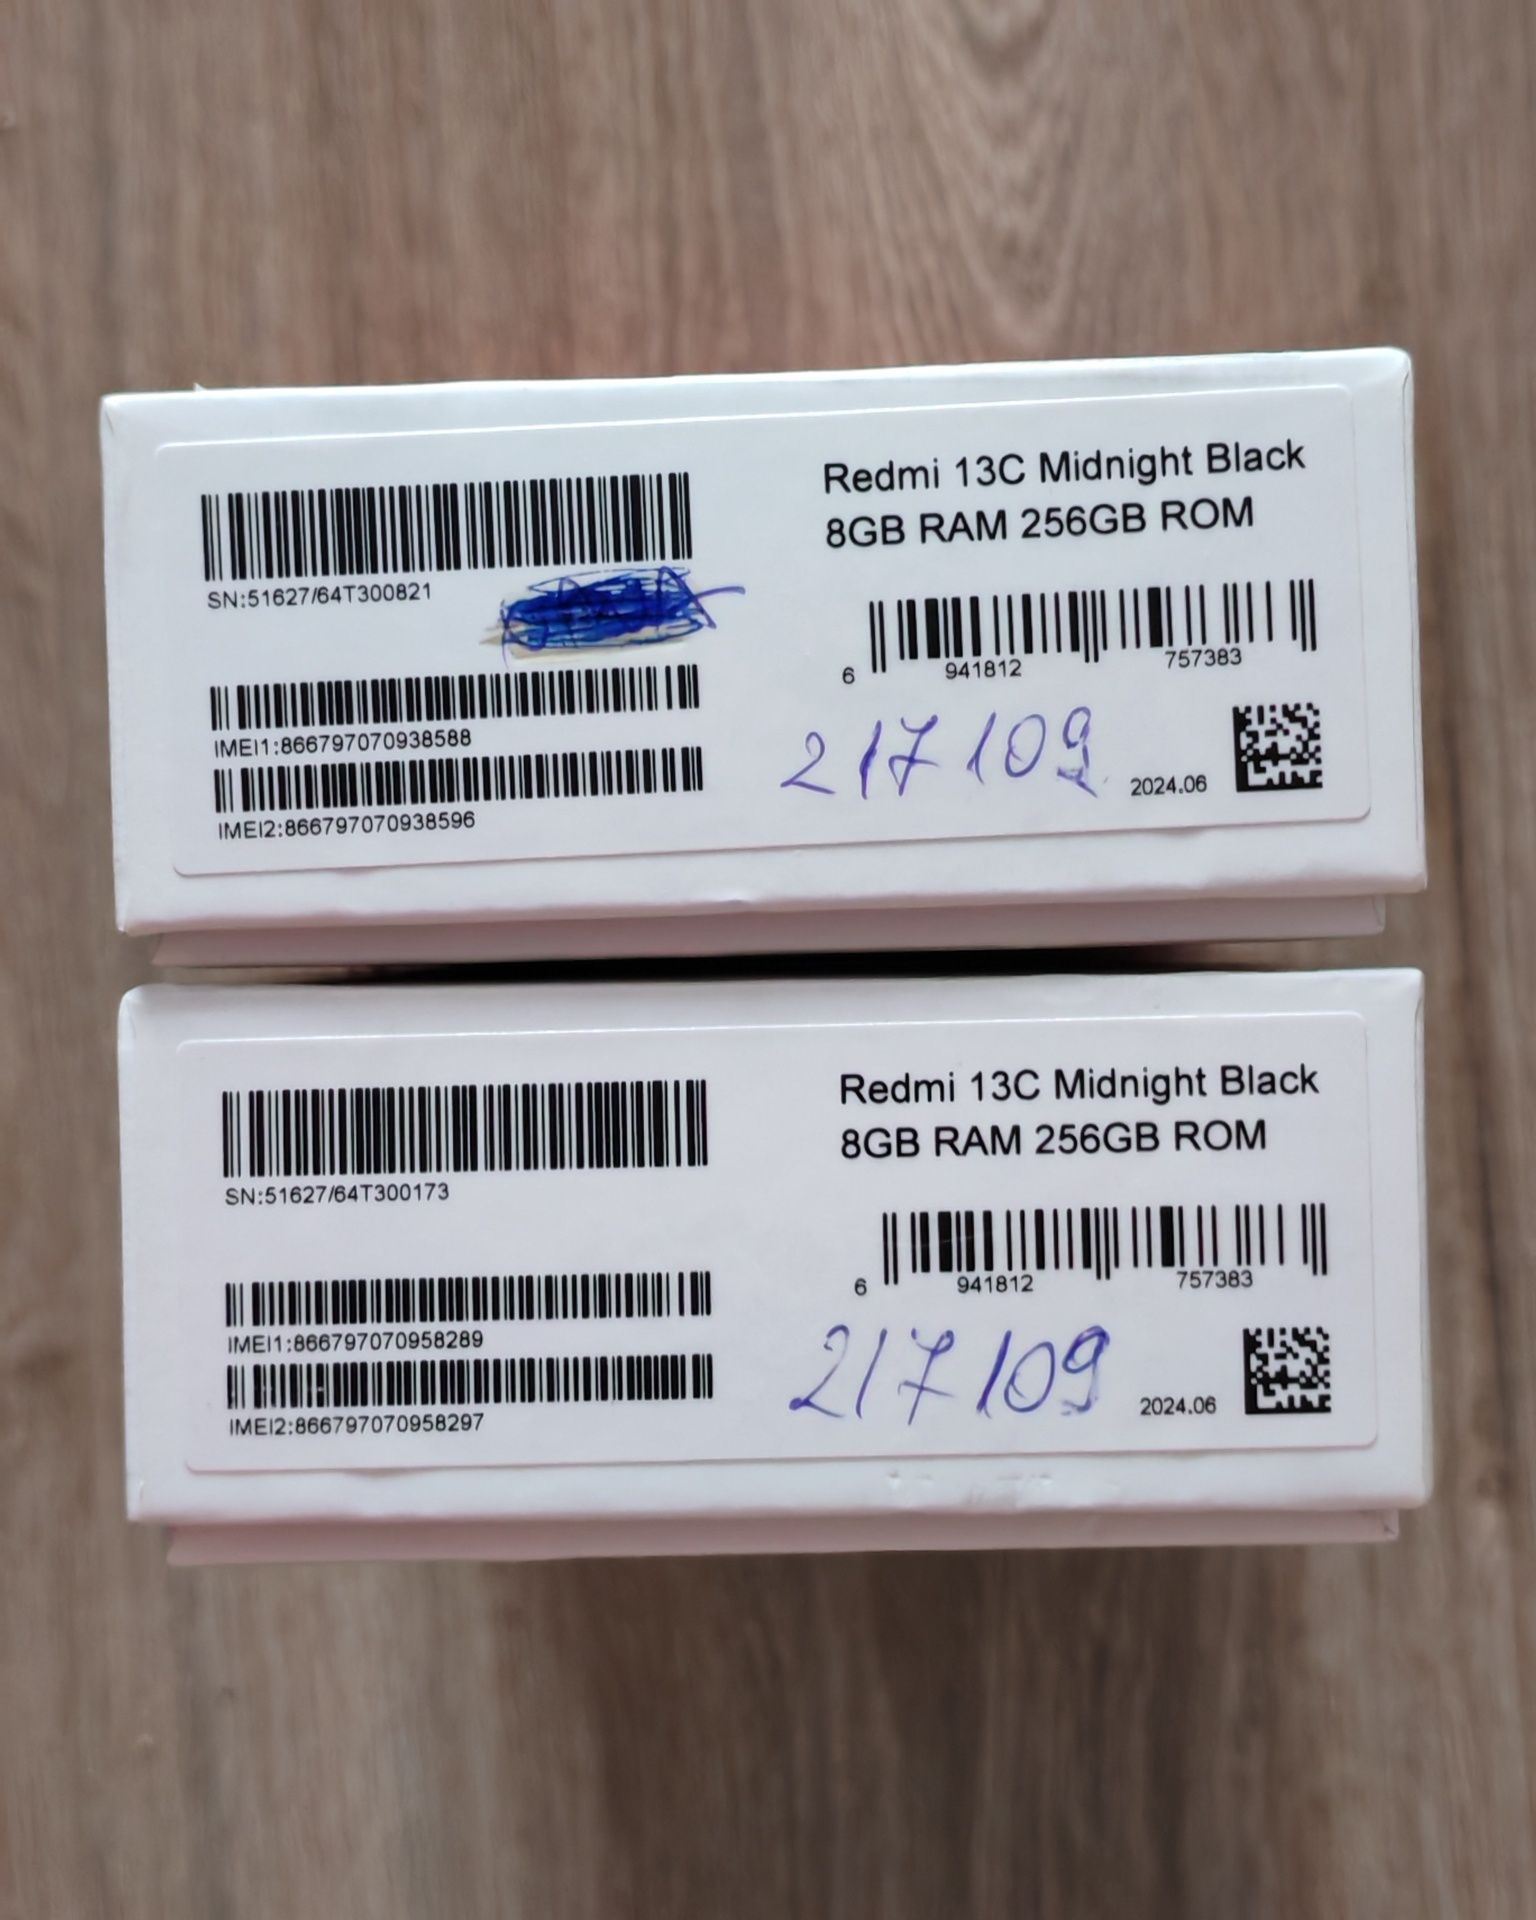 Redmi 13C Midnight Black
8GB RAM 256GB ROM
SN:51627/64T300821
6 941812 757383
IMEI1:866797070938588
217109
2024.06
IMEI2:866797070938596
Redmi 13C Midnight Black
8GB RAM 256GB ROM
SN:51627/64T300173
6 941812 757383
IMEI1:866797070958289
217109
2024.06
IMEI2:866797070958297